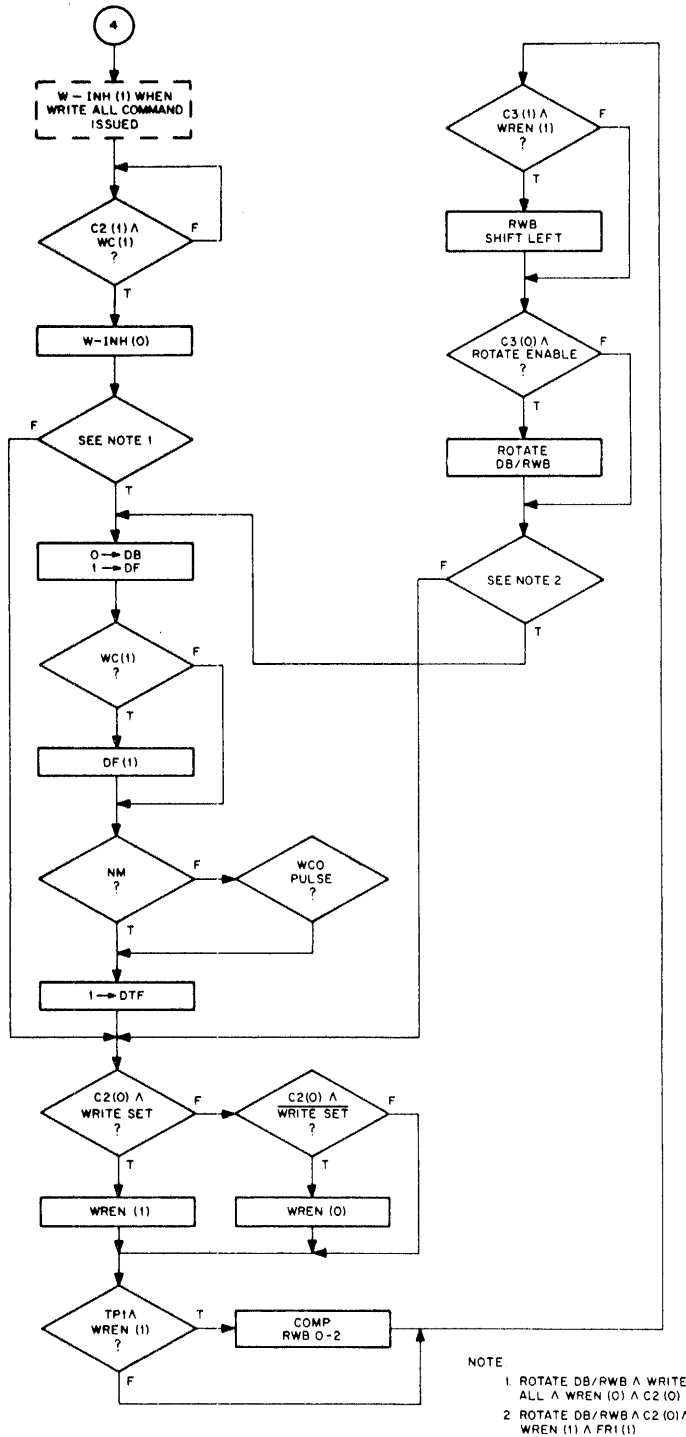 4
W – INH (1) WHEN
WRITE ALL COMMAND
ISSUED
C2 (1) Λ
WC(1)
?
F
T
W-INH (0)
F
SEE NOTE 1
T
0 → DB
1 → DF
WC(1)
?
F
T
DF (1)
NM
?
F
T
WCO
PULSE
?
1 → DTF
C2(0) Λ
WRITE SET
?
F
T
C2(0) Λ
W̅R̅I̅T̅E̅ ̅S̅E̅T̅
?
F
T
WREN (1)
WREN (0)
TP1 Λ
WREN (1)
?
T
F
COMP
RWB 0-2
C3(1) Λ
WREN (1)
?
F
T
RWB
SHIFT LEFT
C3(0) Λ
ROTATE ENABLE
?
F
T
ROTATE
DB/RWB
F
SEE NOTE 2
T
NOTE.
1. ROTATE DB/RWB Λ WRITE
ALL Λ WREN (0) Λ C2 (0)
2 ROTATE DB/RWB Λ C2 (0) Λ
WREN (1) Λ FR1 (1)